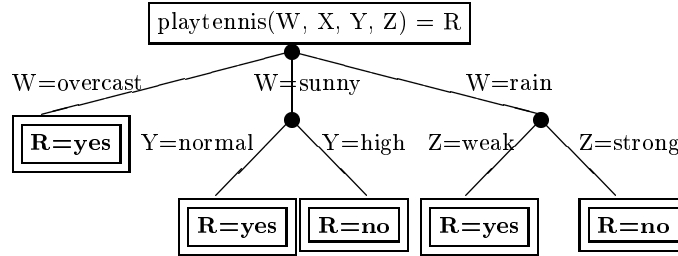 playtennis(W, X, Y, Z) = R
W=overcast W=sunny W=rain
R=yes Y=normal Y=high Z=weak Z=strong
R=yes R=no R=yes R=no